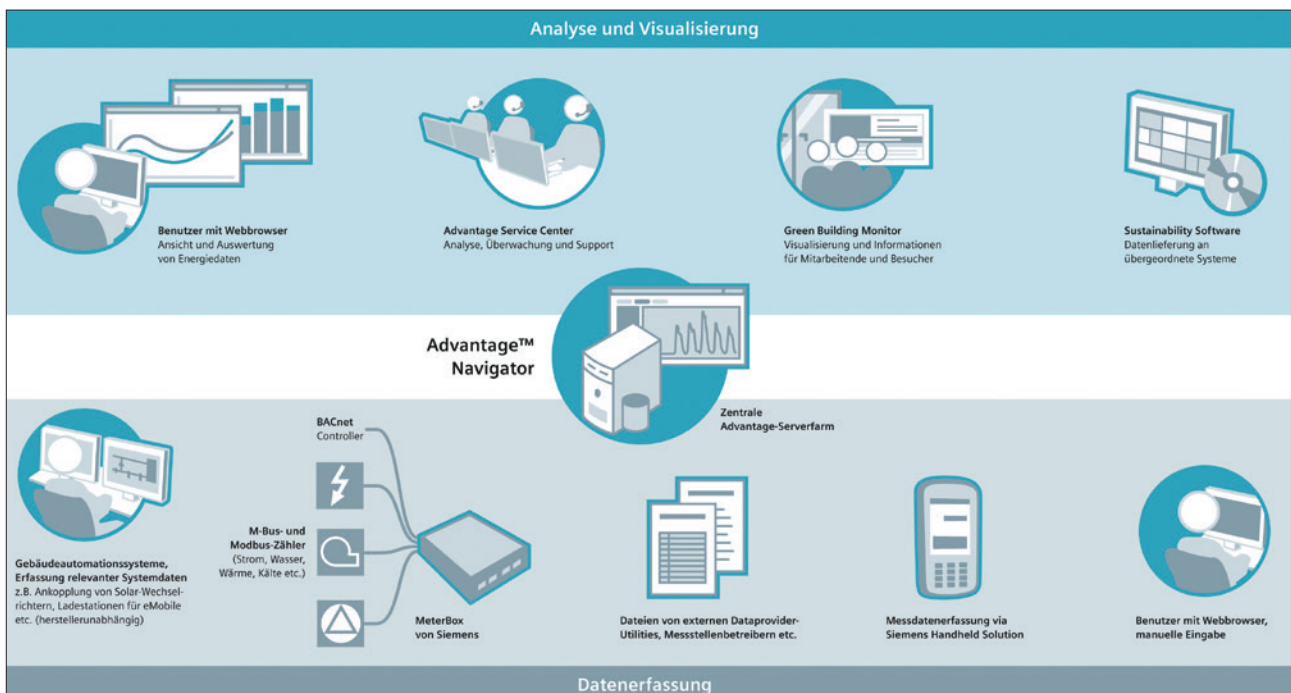 Analyse und Visualisierung
Benutzer mit Webbrowser
Ansicht und Auswertung
von Energiedaten
Advantage Service Center
Analyse, Überwachung und Support
Green Building Monitor
Visualisierung und Informationen
für Mitarbeitende und Besucher
Sustainability Software
Datenlieferung an
übergeordnete Systeme
Advantage™
Navigator
Zentrale
Advantage-Serverfarm
Gebäudeautomationssysteme,
Erfassung relevanter Systemdaten
z.B. Ankopplung von Solar-Wechsel-
richtern, Ladestationen für eMobile
etc. (herstellerunabhängig)
BACnet
Controller
M-Bus- und
Modbus-Zähler
(Strom, Wasser,
Wärme, Kälte etc.)
MeterBox
von Siemens
Dateien von externen Dataprovider-
Utilities, Messstellenbetreibern etc.
Messdatenerfassung via
Siemens Handheld Solution
Benutzer mit Webbrowser,
manuelle Eingabe
Datenerfassung